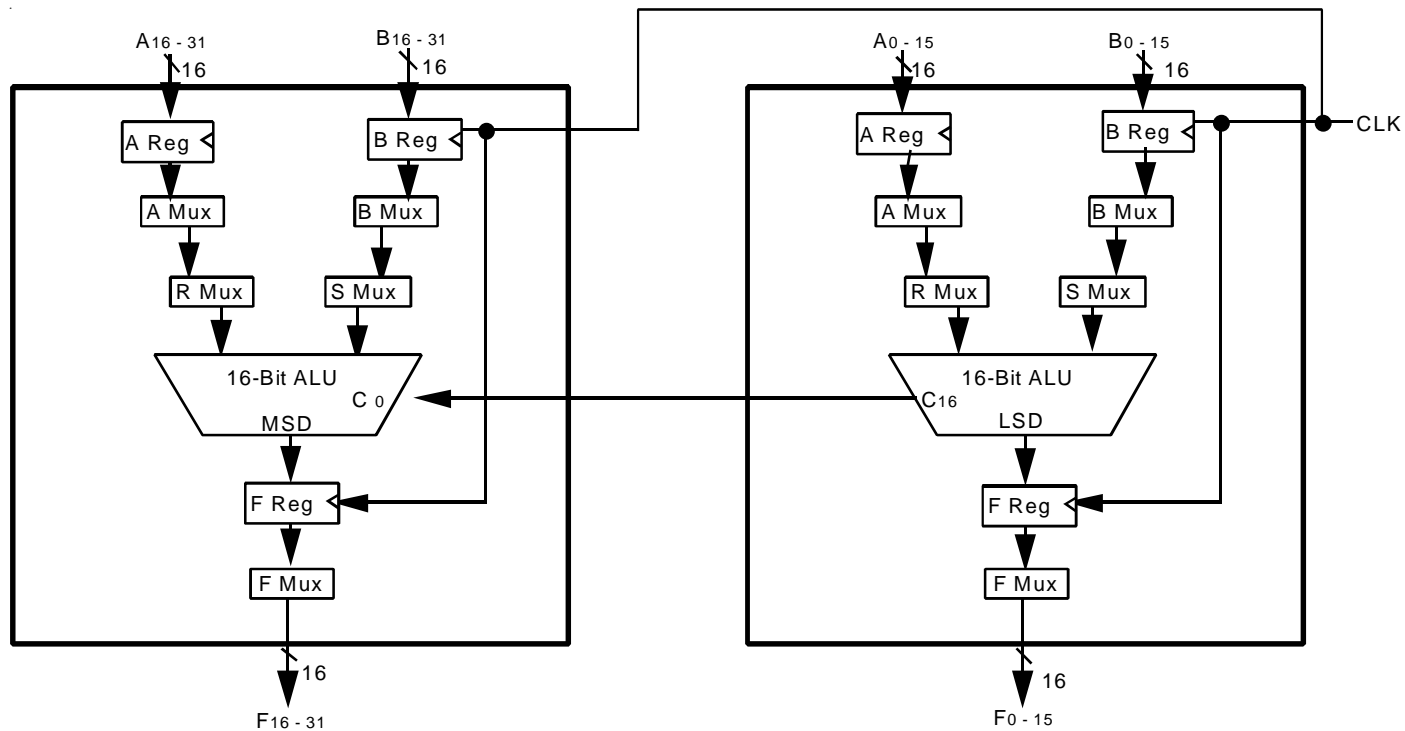 A16 - 31
B16 - 31
A0 - 15
B0 - 15
16
16
16
16
A Reg
B Reg
A Reg
B Reg
CLK
A Mux
B Mux
A Mux
B Mux
R Mux
S Mux
R Mux
S Mux
16-Bit ALU
16-Bit ALU
C 0
C16
MSD
LSD
F Reg
F Reg
F Mux
F Mux
16
16
F16 - 31
F0 - 15